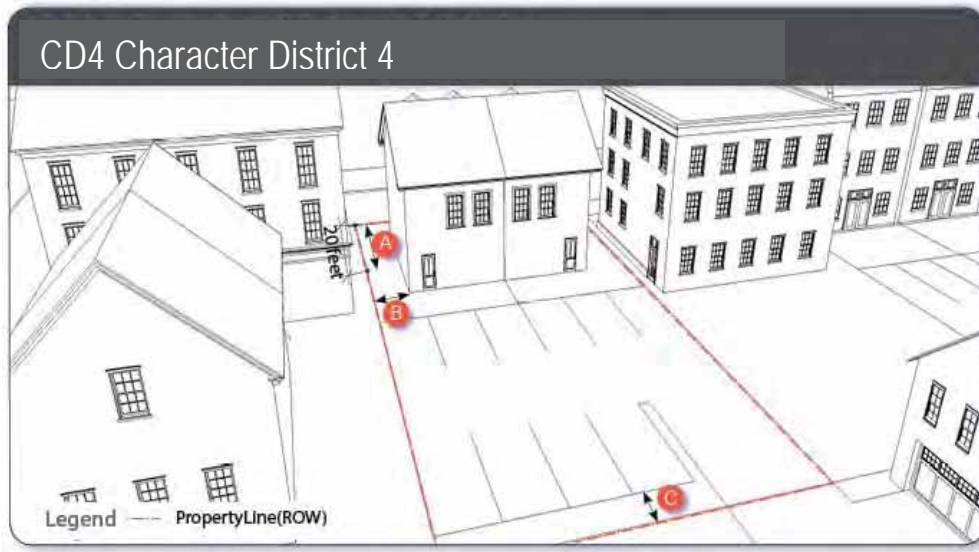 CD4 Character District 4
20 feet
A
B
C
Legend PropertyLine(ROW)